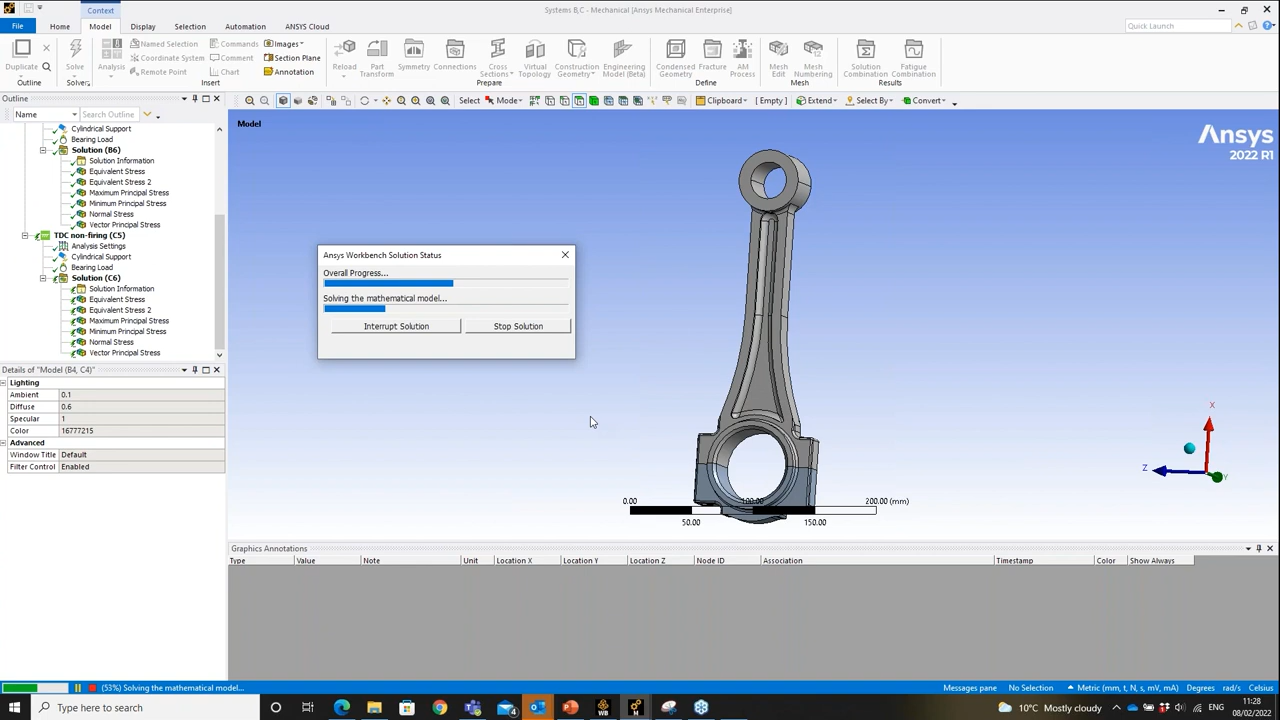 Context
Systems B,C - Mechanical [Ansys Mechanical Enterprise]
File Home Model Display Selection Automation ANSYS Cloud
Quick Launch
Duplicate
Outline
Solve
Solver
Analysis
Named Selection
Coordinate System
Remote Point
Commands
Comment
Chart
Images
Section Plane
Annotation
Insert
Reload
Part Transform
Symmetry
Connections
Cross Sections
Virtual Topology
Construction Geometry
Engineering Model (Beta)
Prepare
Condensed Geometry
Fracture
AM Process
Define
Mesh Edit
Mesh Numbering
Mesh
Solution Combination
Fatigue Combination
Results
Outline
Select Mode Clipboard [ Empty ] Extend Select By Convert
Name Search Outline
Cylindrical Support
Bearing Load
Solution (B6)
Solution Information
Equivalent Stress
Equivalent Stress 2
Maximum Principal Stress
Minimum Principal Stress
Normal Stress
Vector Principal Stress
TDC non-firing (C5)
Analysis Settings
Cylindrical Support
Bearing Load
Solution (C6)
Solution Information
Equivalent Stress
Equivalent Stress 2
Maximum Principal Stress
Minimum Principal Stress
Normal Stress
Vector Principal Stress
Details of "Model (B4, C4)"
Lighting
Ambient 0.1
Diffuse 0.6
Specular 1
Color 16777215
Advanced
Window Title Default
Filter Control Enabled
Model
Ansys
2022 R1
Ansys Workbench Solution Status
Overall Progress...
Solving the mathematical model...
Interrupt Solution Stop Solution
X
Z
Y
0.00 100.00 200.00 (mm)
50.00 150.00
Graphics Annotations
Type Value Note Unit Location X Location Y Location Z Node ID Association Timestamp Color Show Always
(53%) Solving the mathematical model...
Messages pane No Selection Metric (mm, t, N, s, mV, mA) Degrees rad/s Celsius
Type here to search
WB
M
10°C Mostly cloudy
11:28
08/02/2022